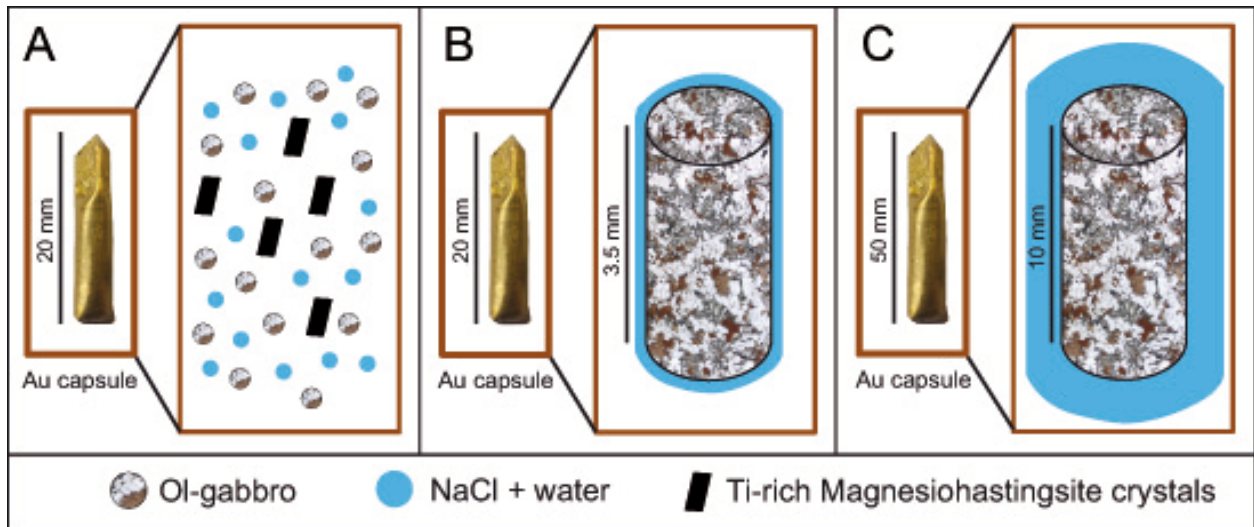 A
20 mm
Au capsule
B
20 mm
3.5 mm
Au capsule
C
50 mm
10 mm
Au capsule
Ol-gabbro
NaCl + water
Ti-rich Magnesiohastingsite crystals